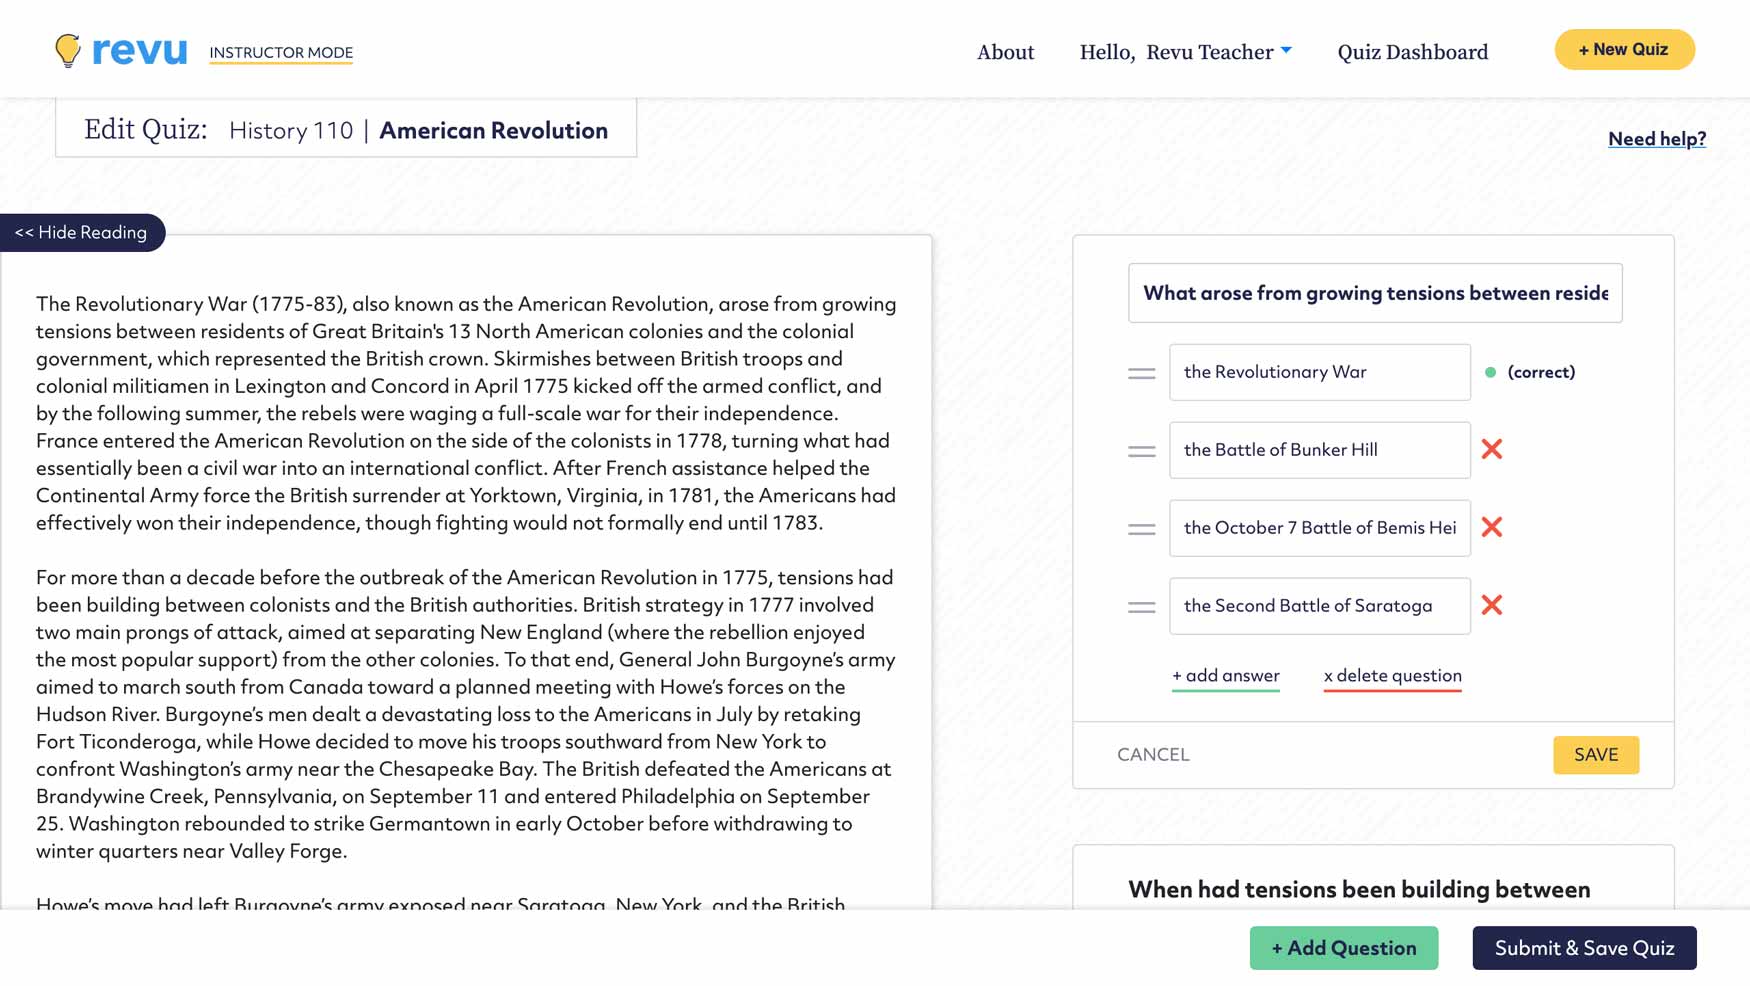 revu INSTRUCTOR MODE
About Hello, Revu Teacher Quiz Dashboard + New Quiz
Edit Quiz: History 110 | American Revolution
Need help?
<< Hide Reading
The Revolutionary War (1775-83), also known as the American Revolution, arose from growing
tensions between residents of Great Britain's 13 North American colonies and the colonial
government, which represented the British crown. Skirmishes between British troops and
colonial militiamen in Lexington and Concord in April 1775 kicked off the armed conflict, and
by the following summer, the rebels were waging a full-scale war for their independence.
France entered the American Revolution on the side of the colonists in 1778, turning what had
essentially been a civil war into an international conflict. After French assistance helped the
Continental Army force the British surrender at Yorktown, Virginia, in 1781, the Americans had
effectively won their independence, though fighting would not formally end until 1783.
For more than a decade before the outbreak of the American Revolution in 1775, tensions had
been building between colonists and the British authorities. British strategy in 1777 involved
two main prongs of attack, aimed at separating New England (where the rebellion enjoyed
the most popular support) from the other colonies. To that end, General John Burgoyne's army
aimed to march south from Canada toward a planned meeting with Howe's forces on the
Hudson River. Burgoyne's men dealt a devastating loss to the Americans in July by retaking
Fort Ticonderoga, while Howe decided to move his troops southward from New York to
confront Washington's army near the Chesapeake Bay. The British defeated the Americans at
Brandywine Creek, Pennsylvania, on September 11 and entered Philadelphia on September
25. Washington rebounded to strike Germantown in early October before withdrawing to
winter quarters near Valley Forge.
Howe's move had left Burgoyne's army exposed near Saratoga, New York, and the British
What arose from growing tensions between reside
the Revolutionary War (correct)
the Battle of Bunker Hill
the October 7 Battle of Bemis Hei
the Second Battle of Saratoga
+ add answer x delete question
CANCEL SAVE
When had tensions been building between
+ Add Question Submit & Save Quiz